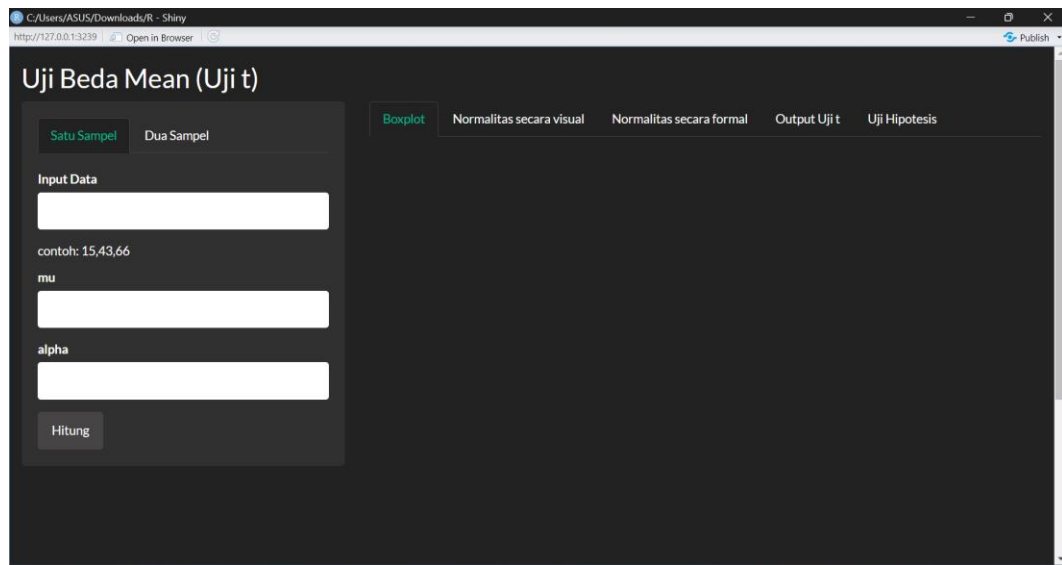 C:/Users/ASUS/Downloads/R - Shiny
http://127.0.0.1:3239 Open in Browser Publish
Uji Beda Mean (Uji t)
Satu Sampel Dua Sampel
Boxplot Normalitas secara visual Normalitas secara formal Output Uji t Uji Hipotesis
Input Data
contoh: 15,43,66
mu
alpha
Hitung